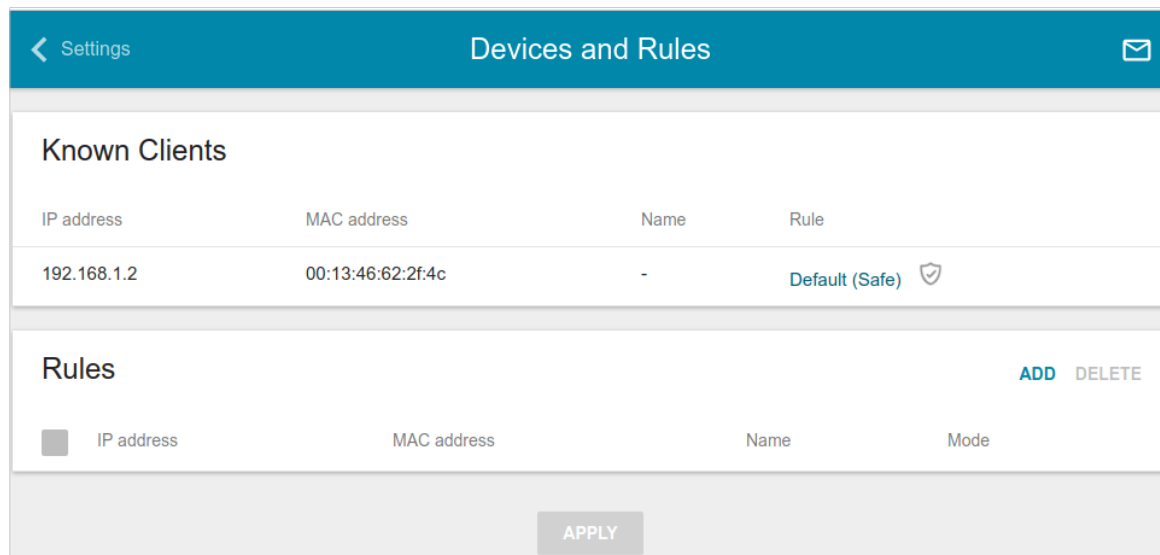 Settings
Devices and Rules
Known Clients
IP address MAC address Name Rule
192.168.1.2 00:13:46:62:2f:4c - Default (Safe)
Rules
ADD DELETE
IP address MAC address Name Mode
APPLY